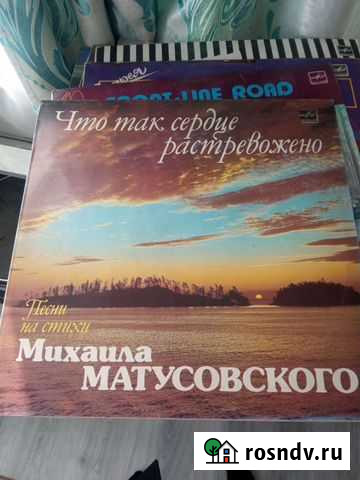 FRONT-LINE ROAD
Что так сердце
растревожено
Песни
на стихи
Михаила
МАТУСОВСКОГО
rosndv.ru